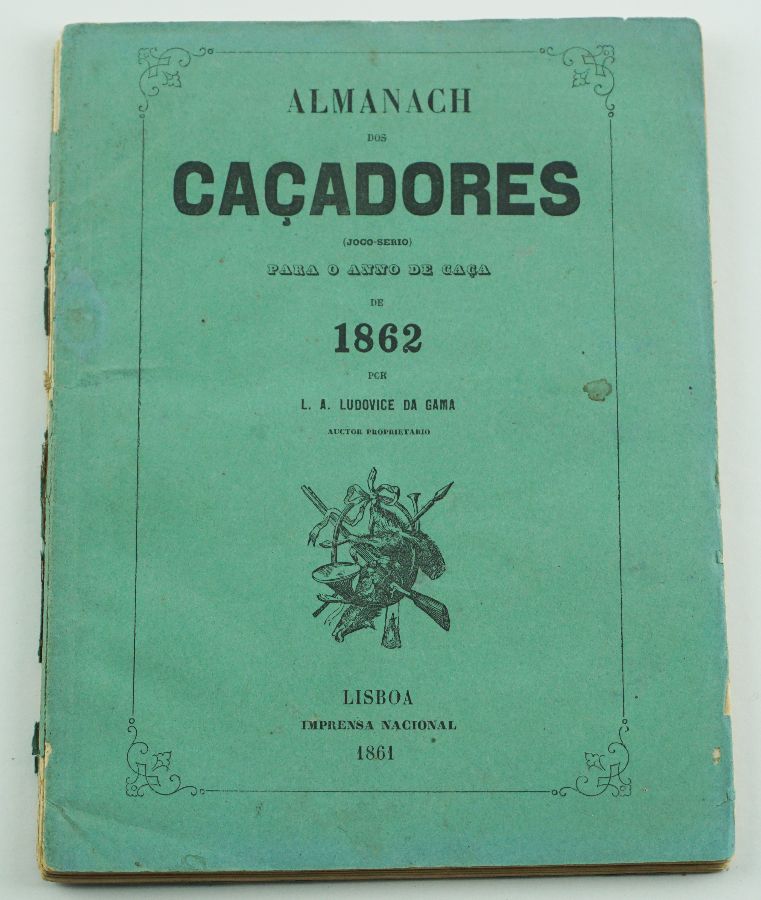 ALMANACH
DOS
CAÇADORES
(JOCO-SERIO)
PARA O ANNO DE CAÇA
DE
1862
POR
L. A. LUDOVICE DA GAMA
AUCTOR PROPRIETARIO
LISBOA
IMPRENSA NACIONAL
1861